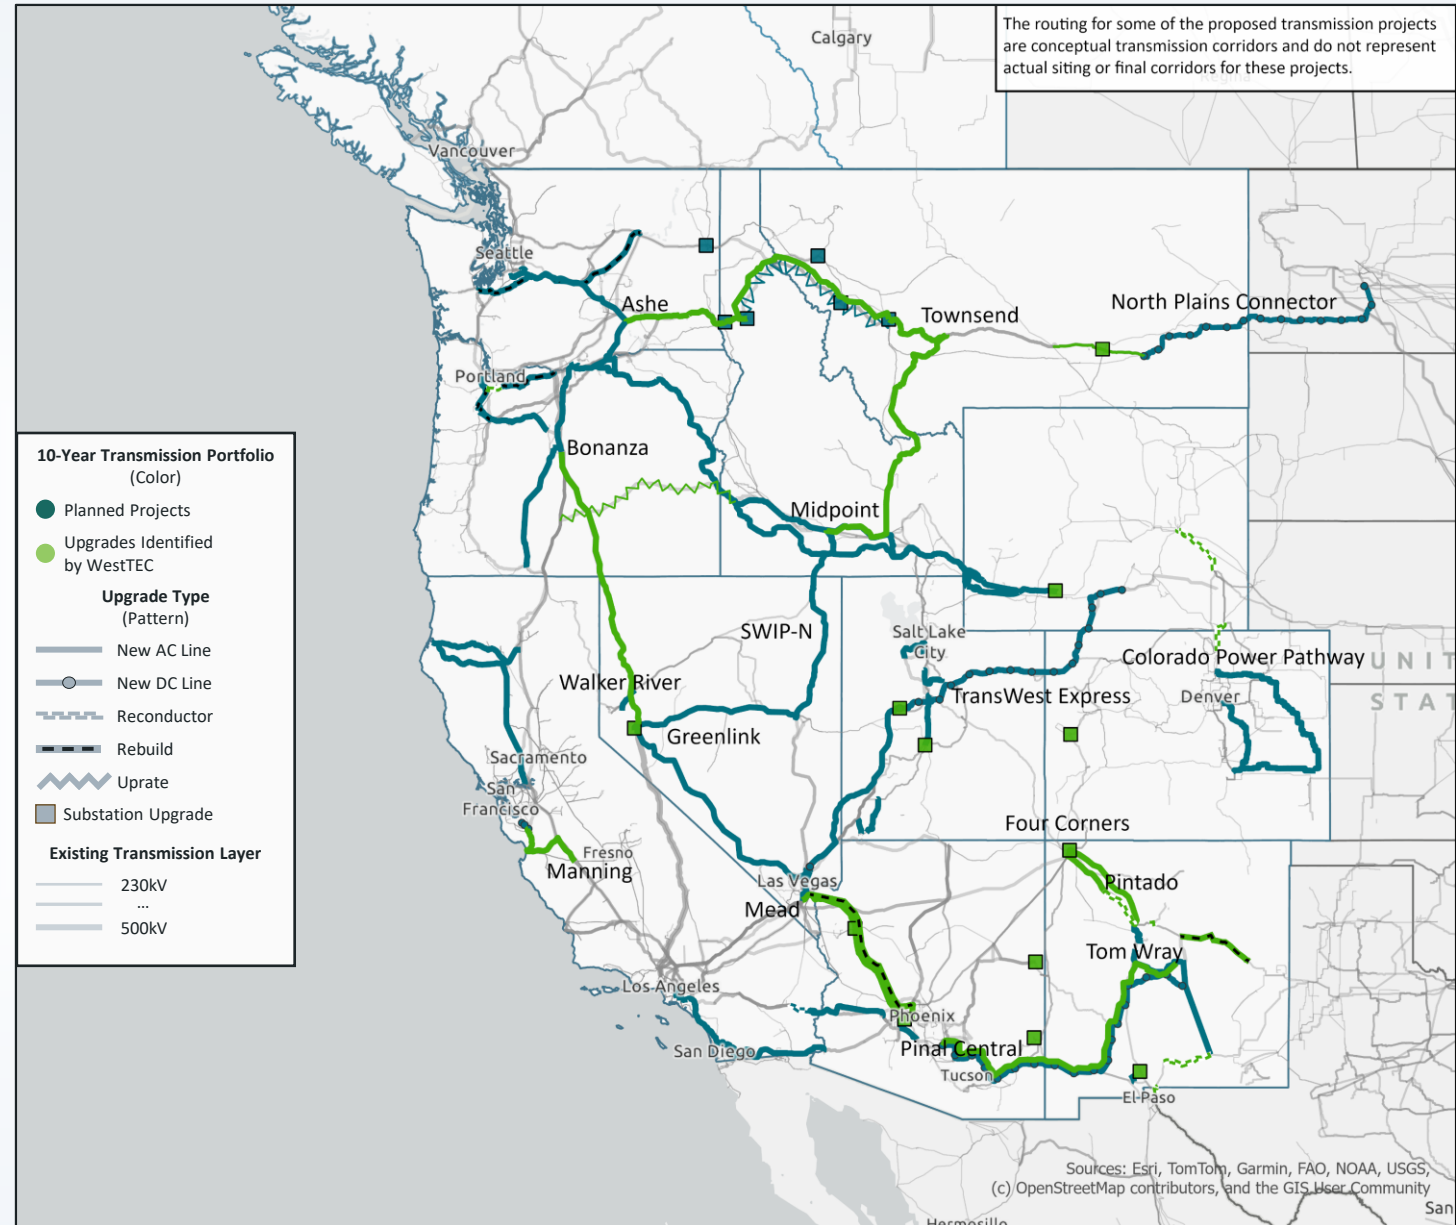 The routing for some of the proposed transmission projects
are conceptual transmission corridors and do not represent
actual siting or final corridors for these projects.
Calgary
Regina
Vancouver
Seattle
Ashe
Townsend
North Plains Connector
Portland
Bonanza
Midpoint
SWIP-N
Salt Lake
City
Colorado Power Pathway
UNIT
STAT
Walker River
TransWest Express
Denver
Greenlink
Sacramento
San
Francisco
Four Corners
Fresno
Manning
Las Vegas
Pintado
Mead
Tom Wray
Los Angeles
Phoenix
San Diego
Pinal Central
Tucson
El Paso
Hermosillo
San
10-Year Transmission Portfolio
(Color)
Planned Projects
Upgrades Identified
by WestTEC
Upgrade Type
(Pattern)
New AC Line
New DC Line
Reconductor
Rebuild
Uprate
Substation Upgrade
Existing Transmission Layer
230kV
...
500kV
Sources: Esri, TomTom, Garmin, FAO, NOAA, USGS,
(c) OpenStreetMap contributors, and the GIS User Community